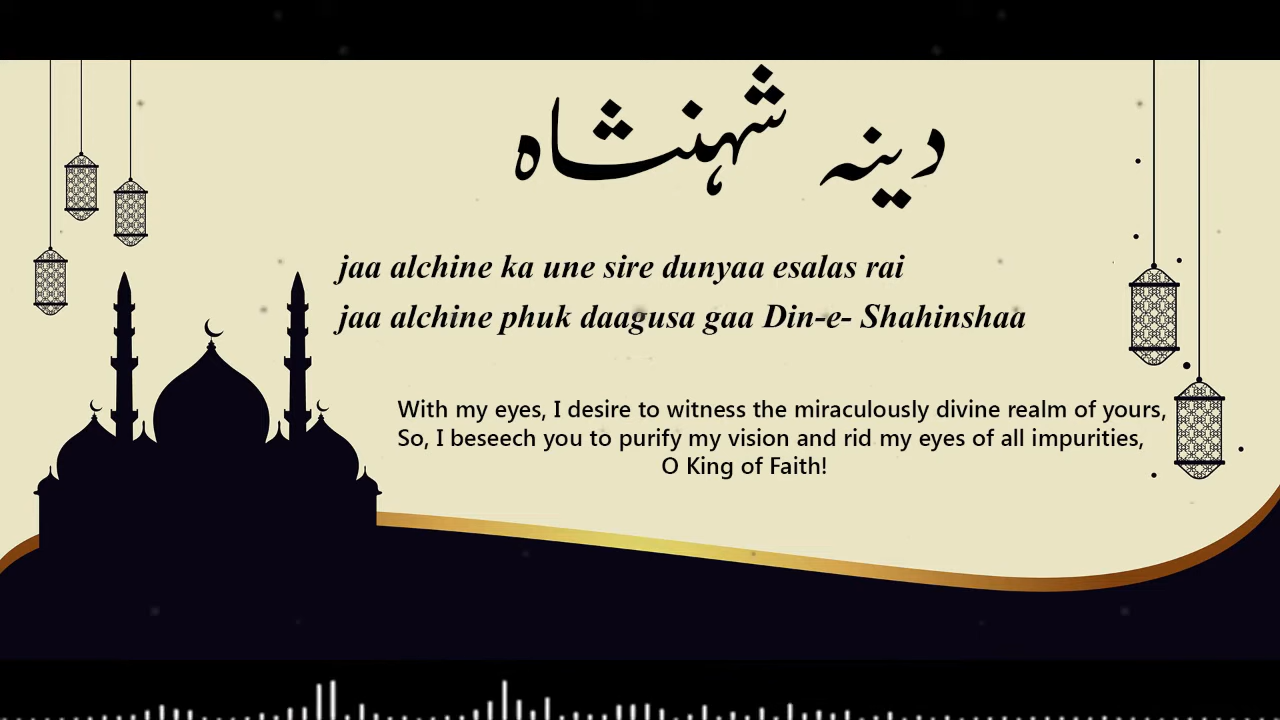 دینہ شہنشاہ
jaa alchine ka une sire dunyaa esalas rai
jaa alchine phuk daagusa gaa Din-e- Shahinshaa
With my eyes, I desire to witness the miraculously divine realm of yours,
So, I beseech you to purify my vision and rid my eyes of all impurities,
O King of Faith!